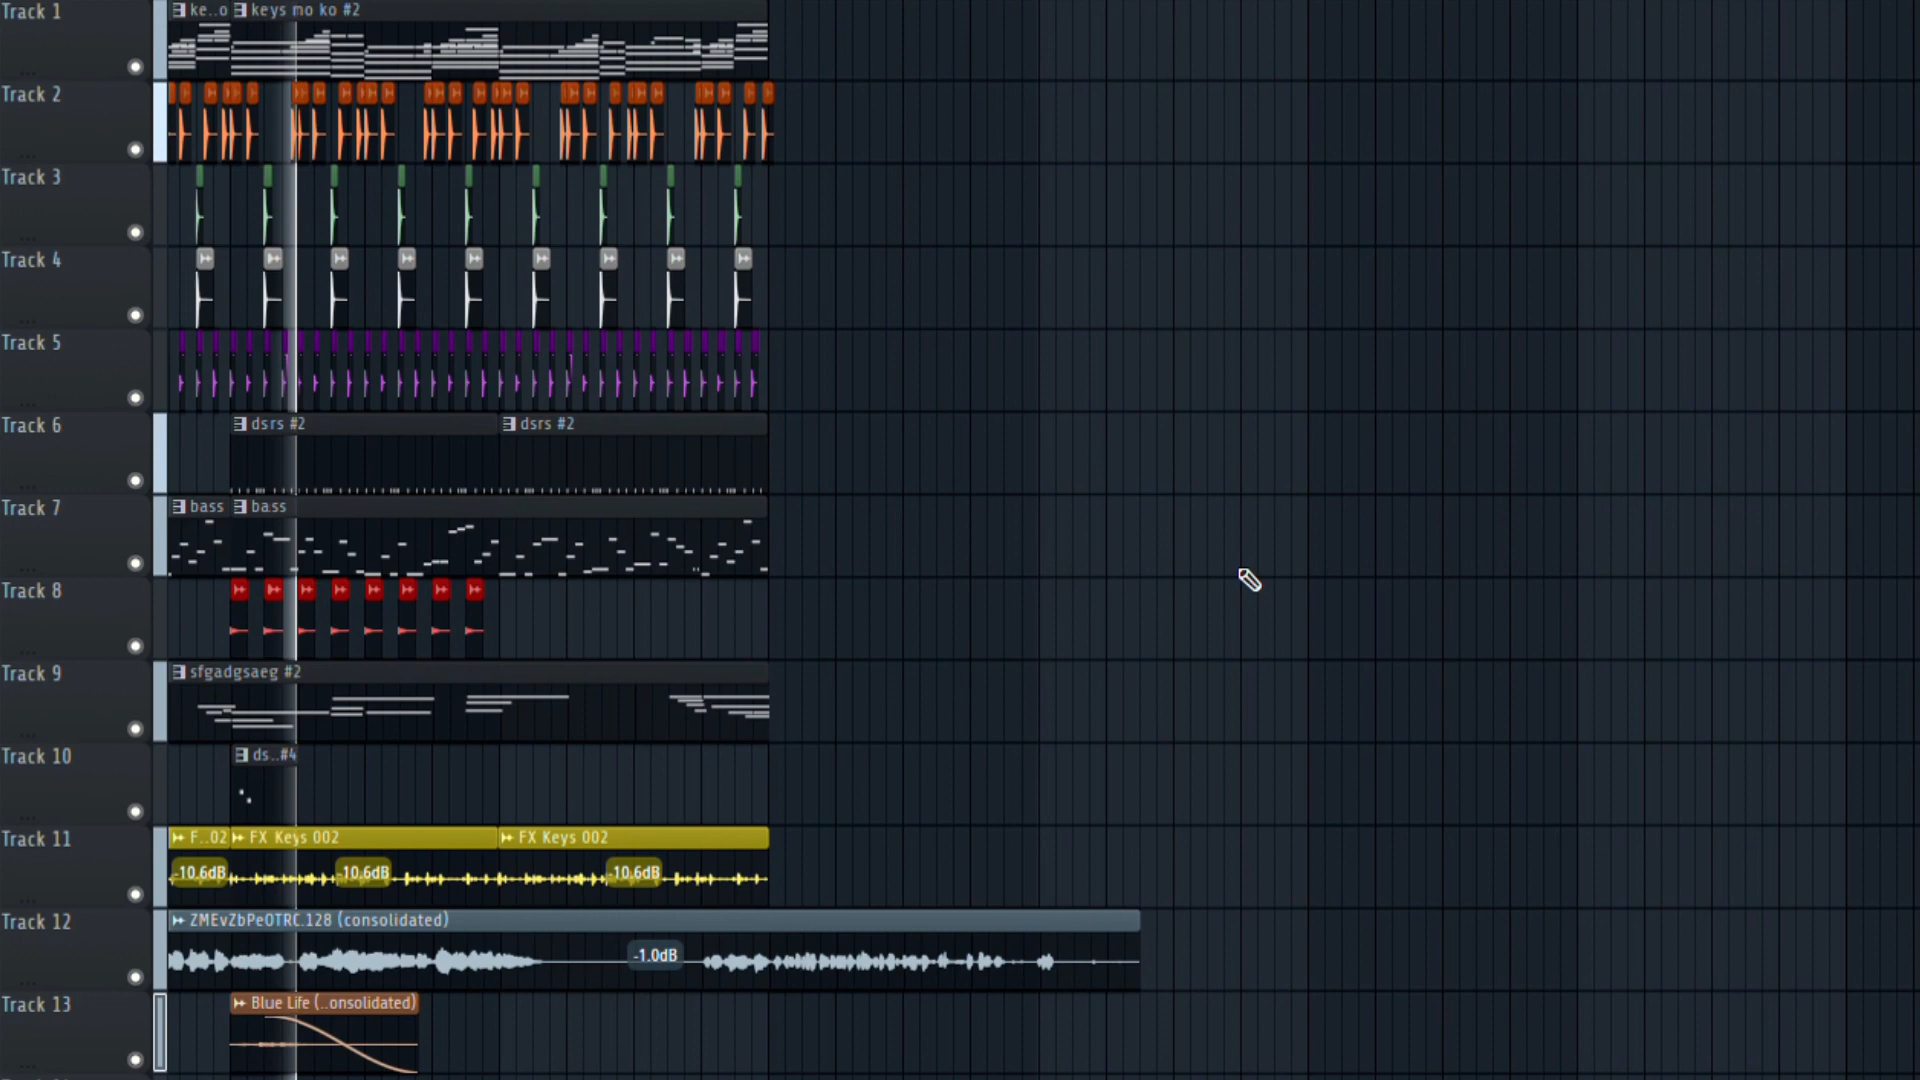 Track 1
ke..o
keys mo ko #2
Track 2
Track 3
Track 4
Track 5
Track 6
dsrs #2
dsrs #2
Track 7
bass
bass
Track 8
Track 9
sfgadgsaeg #2
Track 10
ds..#4
Track 11
F..02
FX Keys 002
FX Keys 002
-10.6dB
-10.6dB
-10.6dB
Track 12
ZMEvZbPeOTRC.128 (consolidated)
-1.0dB
Track 13
Blue Life (..onsolidated)